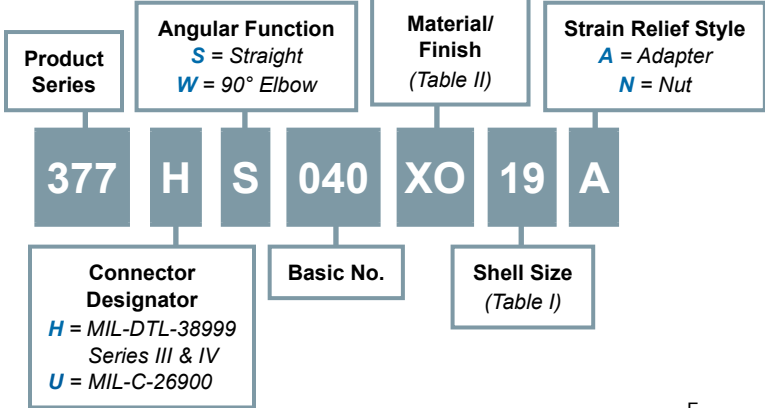 Product
Series
Angular Function
S = Straight
W = 90° Elbow
Material/
Finish
(Table II)
Strain Relief Style
A = Adapter
N = Nut
377 H S 040 XO 19 A
Connector
Designator
H = MIL-DTL-38999
Series III & IV
U = MIL-C-26900
Basic No.
Shell Size
(Table I)